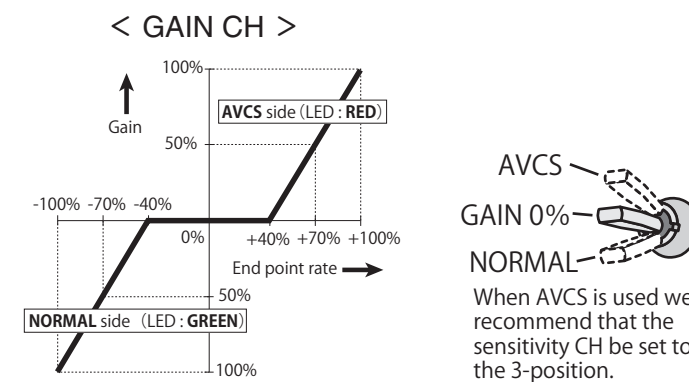 < GAIN CH >
100%
Gain
AVCS side (LED : RED)
50%
-100% -70% -40%
0%
+40% +70% +100%
End point rate
50%
NORMAL side (LED : GREEN)
100%
AVCS
GAIN 0%
NORMAL
When AVCS is used we
recommend that the
sensitivity CH be set to
the 3-position.